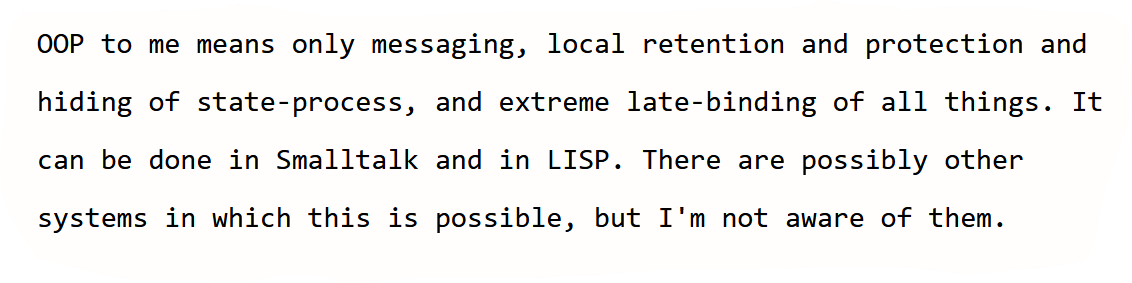 OOP to me means only messaging, local retention and protection and
hiding of state-process, and extreme late-binding of all things. It
can be done in Smalltalk and in LISP. There are possibly other
systems in which this is possible, but I'm not aware of them.